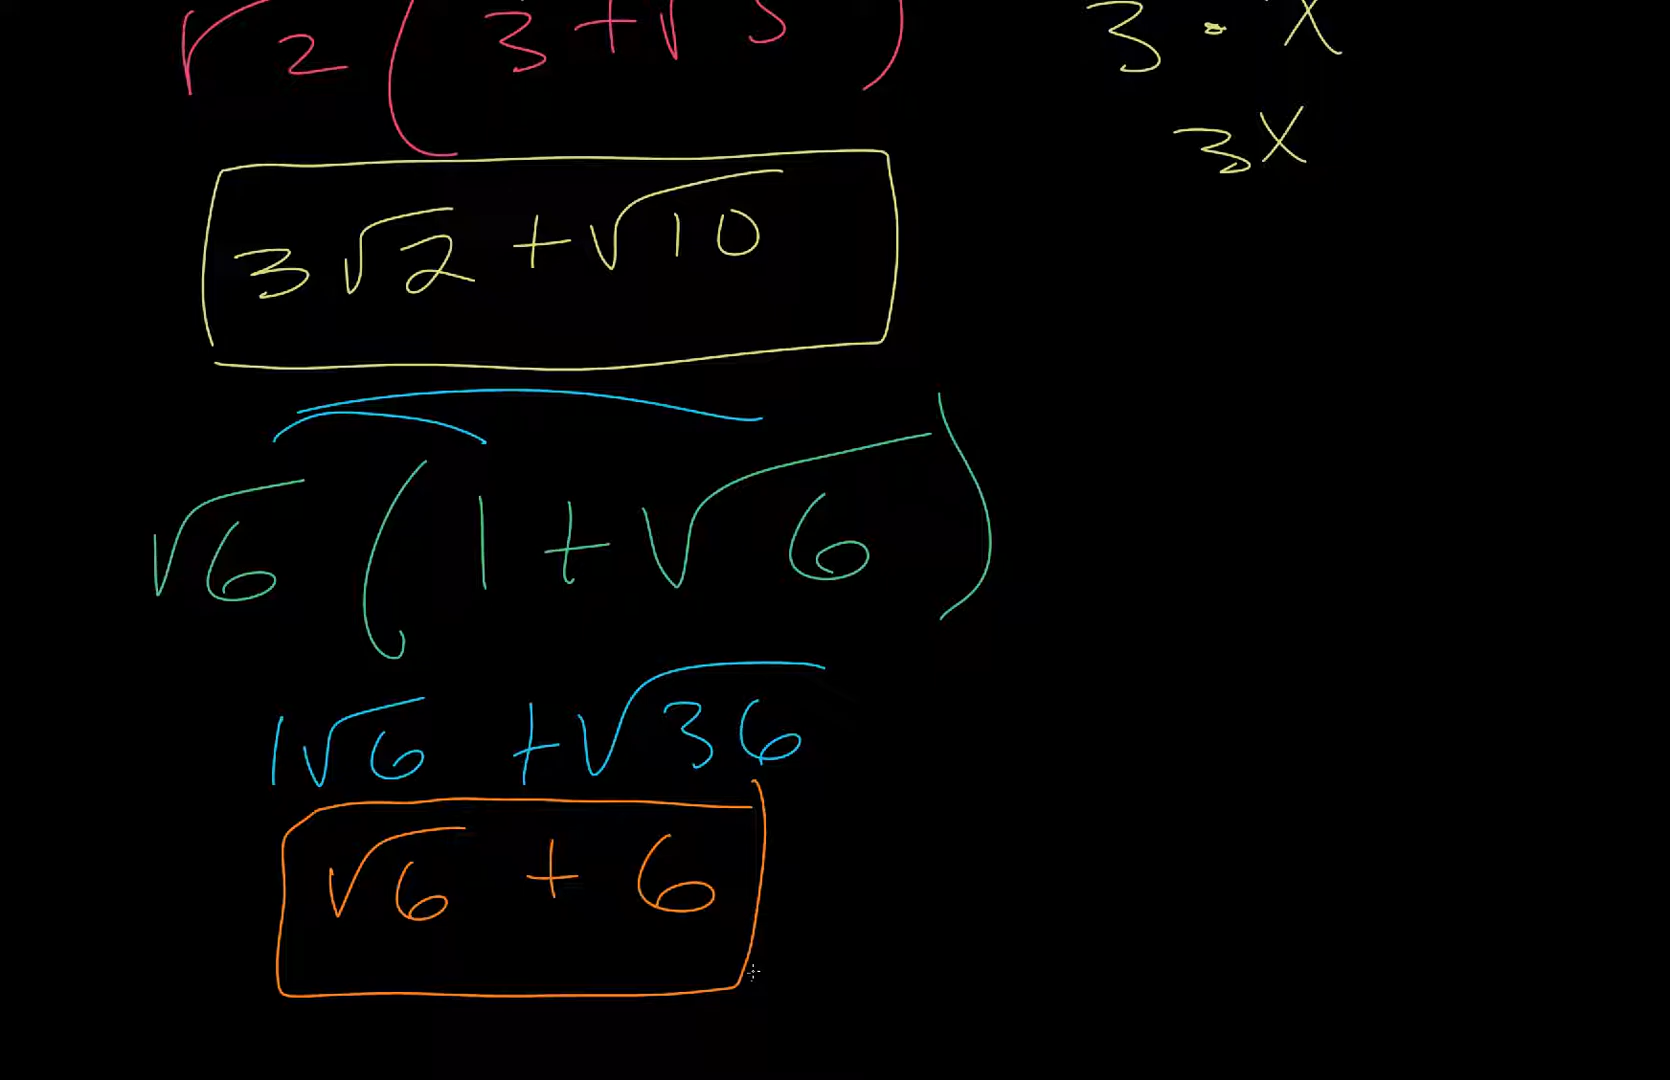 √2 ( 3 + √5 )
3 · X
3X
3√2 + √10
√6 ( 1 + √6 )
1√6 + √36
√6 + 6